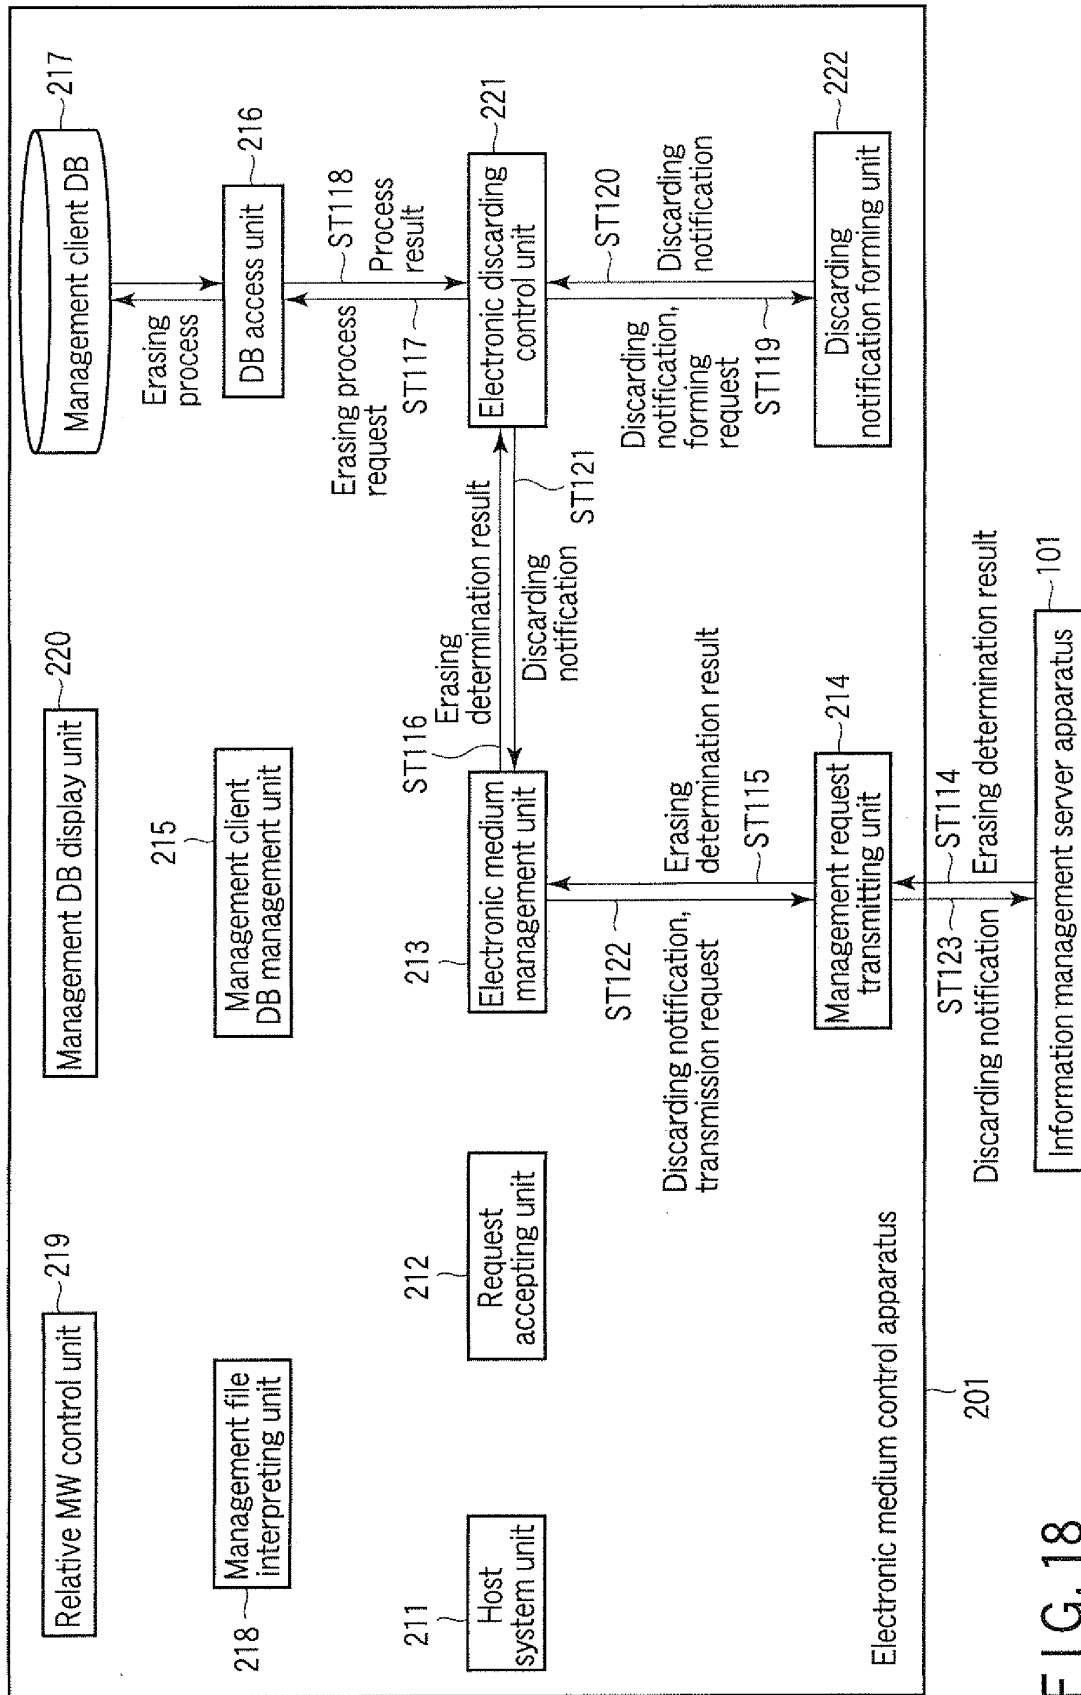 Relative MW control unit
219
Management DB display unit
220
Management client DB
217
Management file
interpreting unit
218
215
Management client
DB management unit
Erasing
process
DB access unit
216
Erasing process
request
ST117
ST118
Process
result
211
Host
system unit
212
Request
accepting unit
213
Electronic medium
management unit
ST116
Erasing
determination result
Discarding
notification
ST121
Electronic discarding
control unit
221
ST122
Discarding notification,
transmission request
Erasing
determination result
ST115
Discarding
notification,
forming
request
ST119
ST120
Discarding
notification
Management request
transmitting unit
214
Discarding
notification forming unit
222
Electronic medium control apparatus
201
Discarding notification
ST123
ST114
Erasing determination result
Information management server apparatus
101
FIG. 18